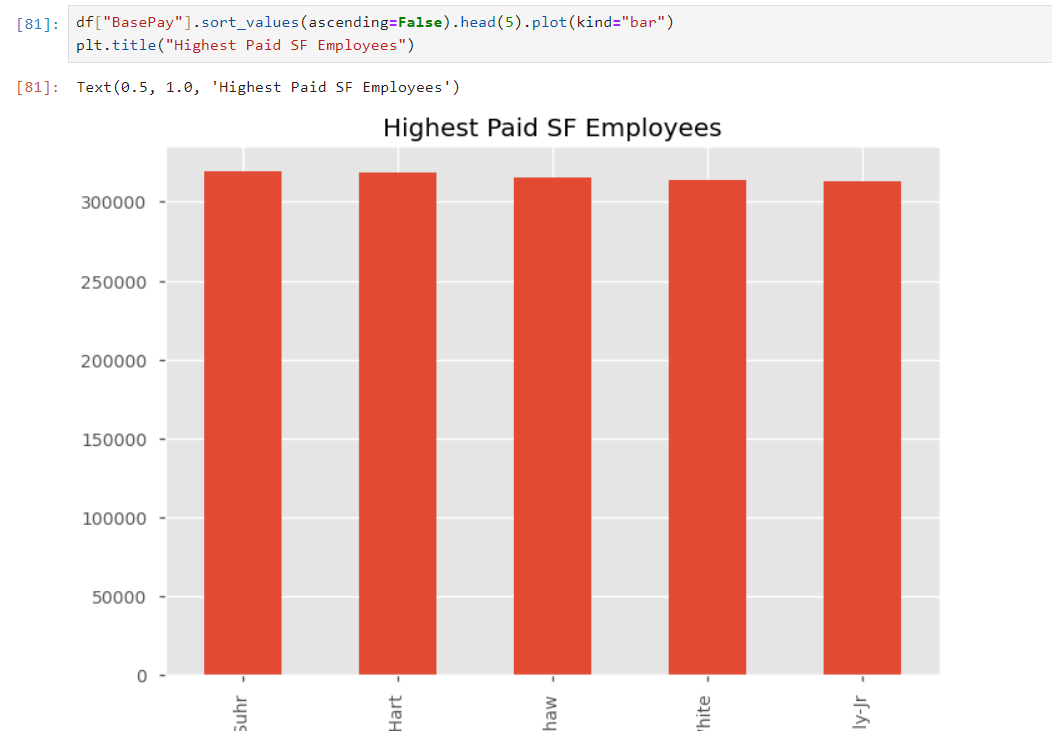 [81]: df["BasePay"].sort_values(ascending=False).head(5).plot(kind="bar")
plt.title("Highest Paid SF Employees")
[81]: Text(0.5, 1.0, 'Highest Paid SF Employees')
Highest Paid SF Employees
300000
250000
200000
150000
100000
50000
0
Suhr Hart haw hite ly-Jr